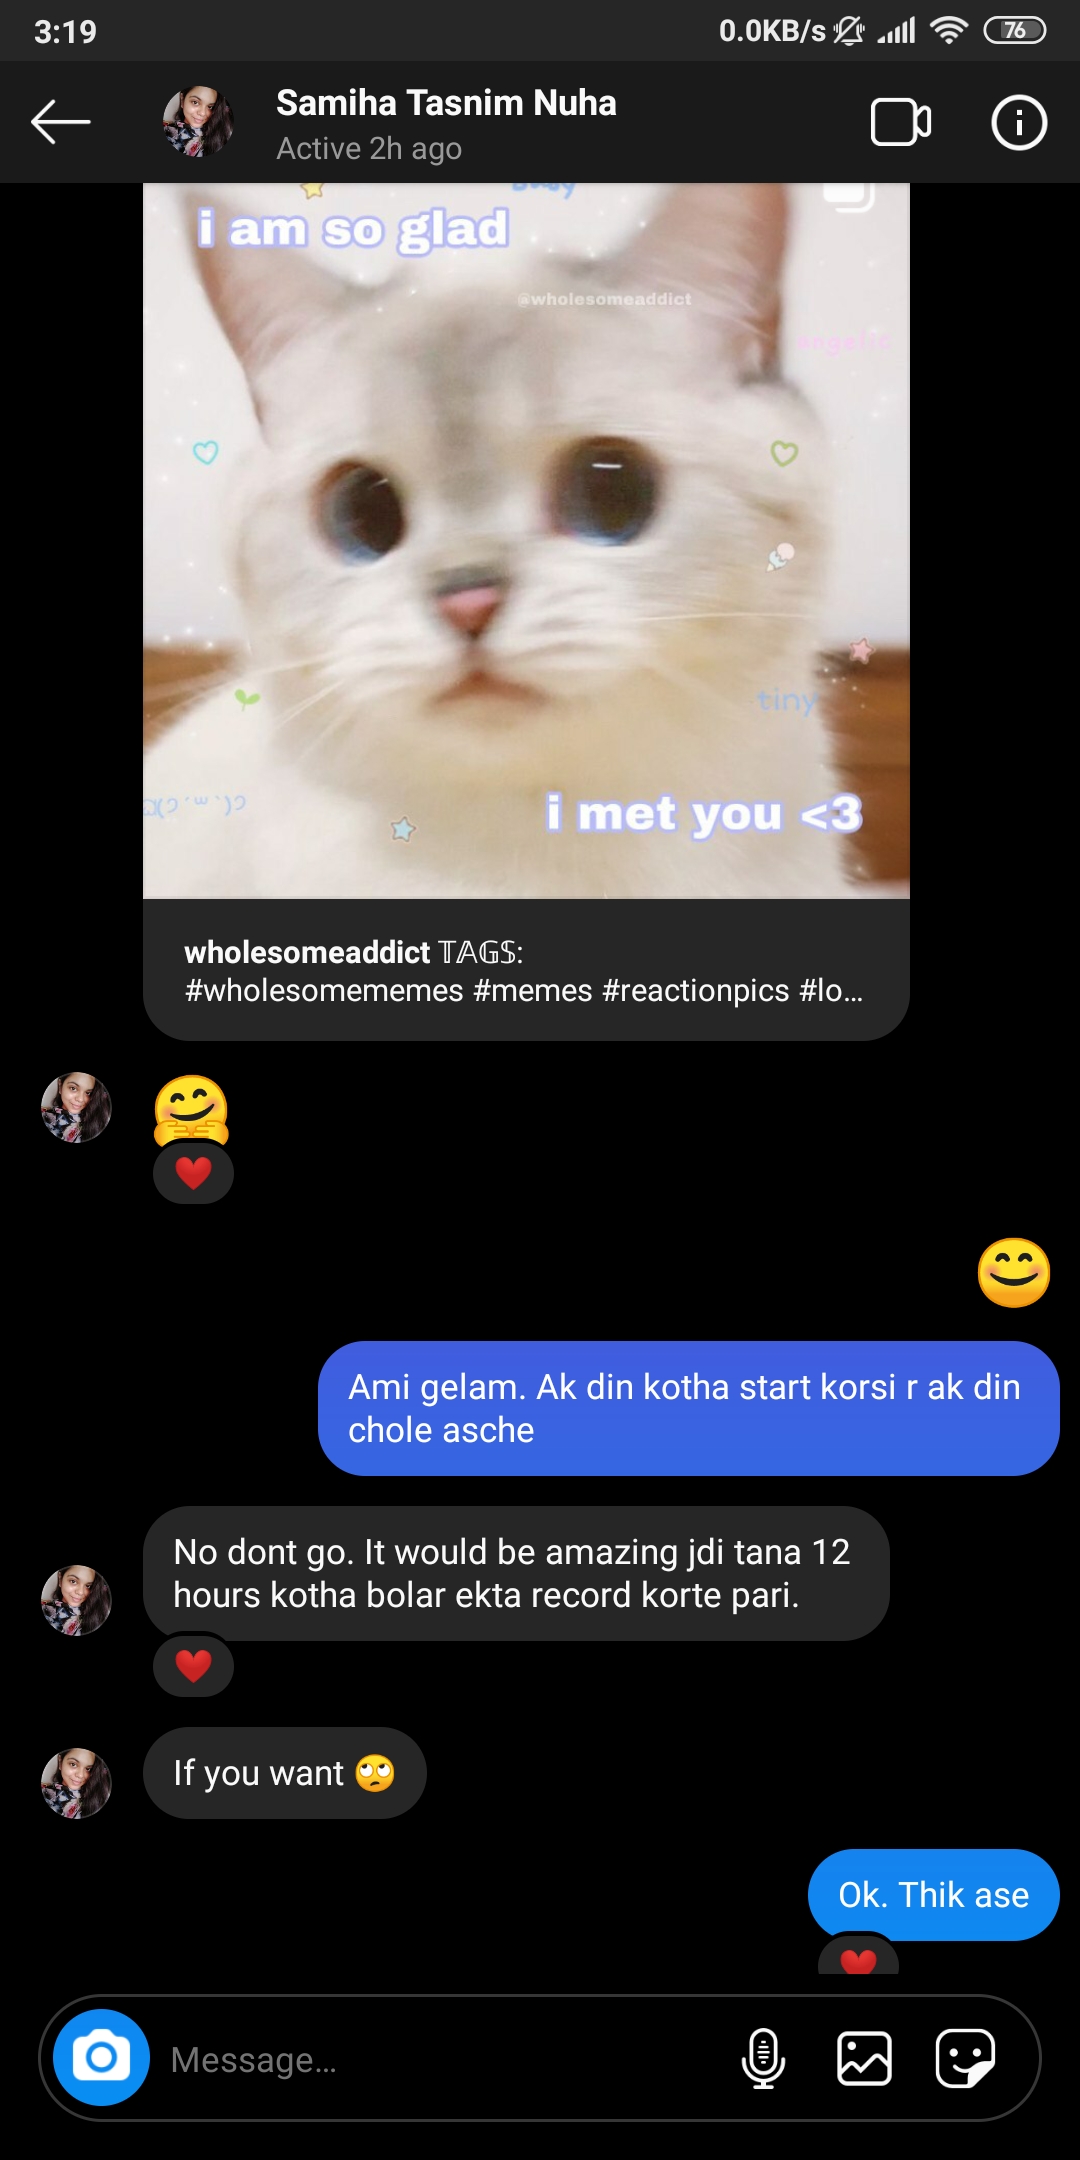 3:19
0.0KB/s
76
Samiha Tasnim Nuha
Active 2h ago
i am so glad
@wholesomeaddict
angelic
tiny
i met you <3
wholesomeaddict 𝕋𝔸𝔾𝕊:
#wholesomememes #memes #reactionpics #lo...
Ami gelam. Ak din kotha start korsi r ak din
chole asche
No dont go. It would be amazing jdi tana 12
hours kotha bolar ekta record korte pari.
If you want 🙄
Ok. Thik ase
Message...